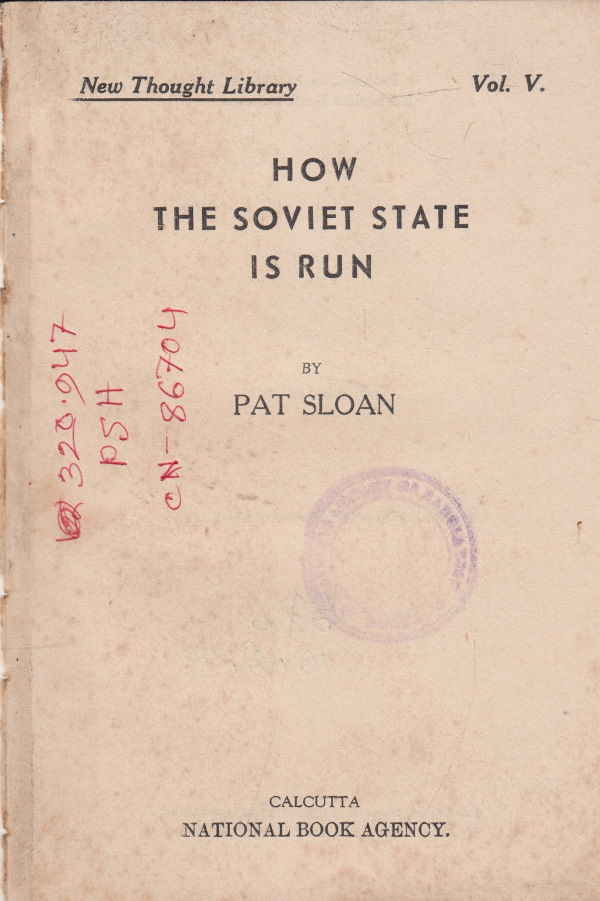 New Thought Library Vol. V.
HOW
THE SOVIET STATE
IS RUN
BY
PAT SLOAN
320.947
PSH
CN-86704
CALCUTTA
NATIONAL BOOK AGENCY.